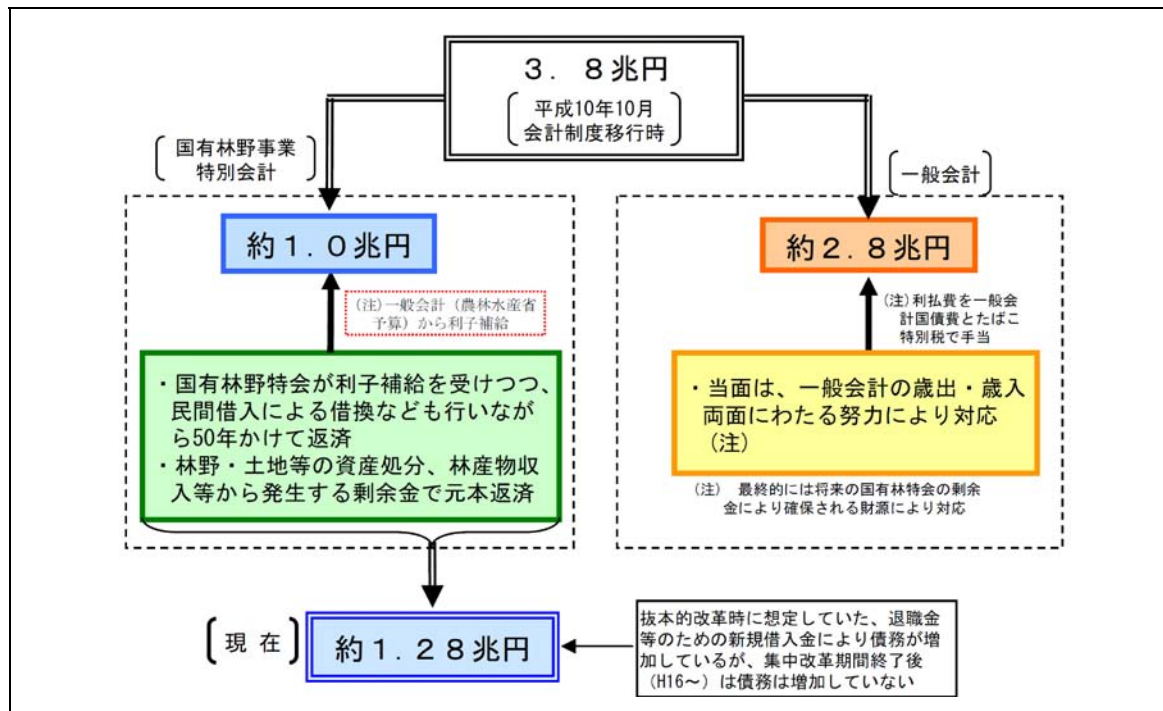 ３．８兆円
平成10年10月
会計制度移行時
国有林野事業
特別会計
一般会計
約１．０兆円
約２．８兆円
(注)一般会計（農林水産省
予算）から利子補給
(注)利払費を一般会
計国債費とたばこ
特別税で手当
・国有林野特会が利子補給を受けつつ、
民間借入による借換なども行いなが
ら50年かけて返済
・林野・土地等の資産処分、林産物収
入等から発生する剰余金で元本返済
・当面は、一般会計の歳出・歳入
両面にわたる努力により対応
（注）
（注）　最終的には将来の国有林特会の剰余
金により確保される財源により対応
現 在
約１．２８兆円
抜本的改革時に想定していた、退職金
等のための新規借入金により債務が増
加しているが、集中改革期間終了後
（H16～）は債務は増加していない